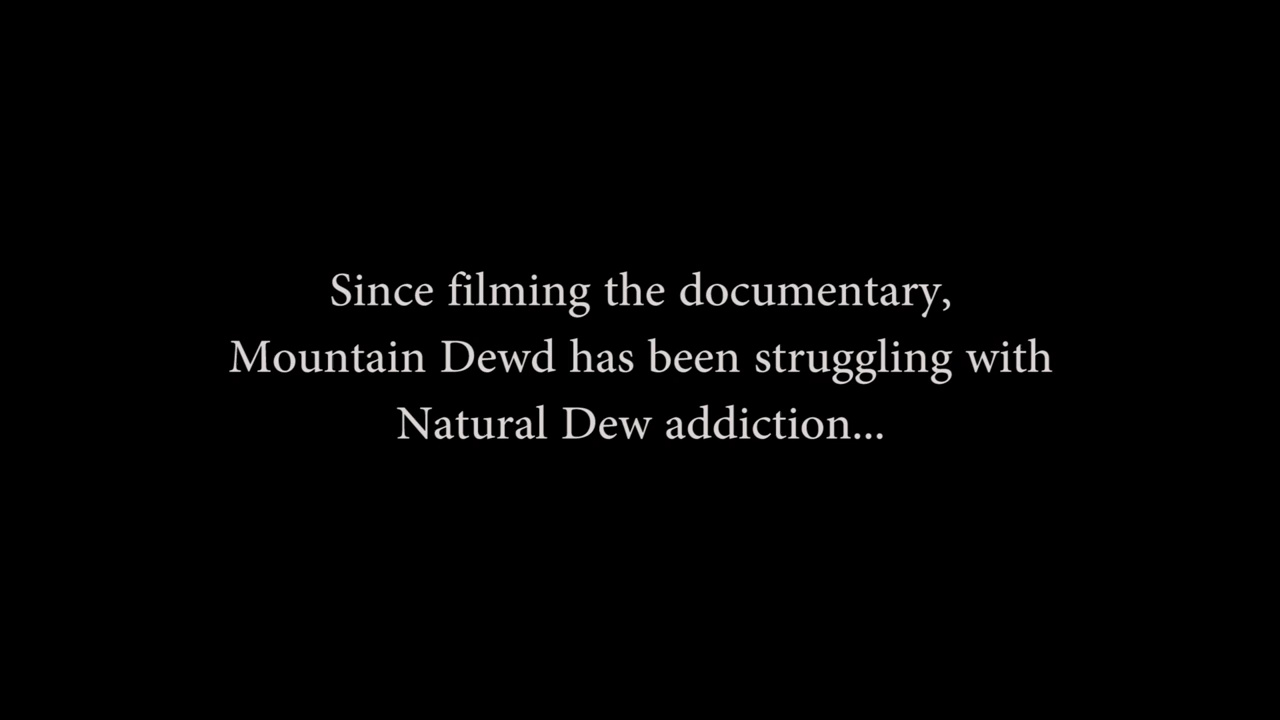 Since filming the documentary,
Mountain Dewd has been struggling with
Natural Dew addiction...